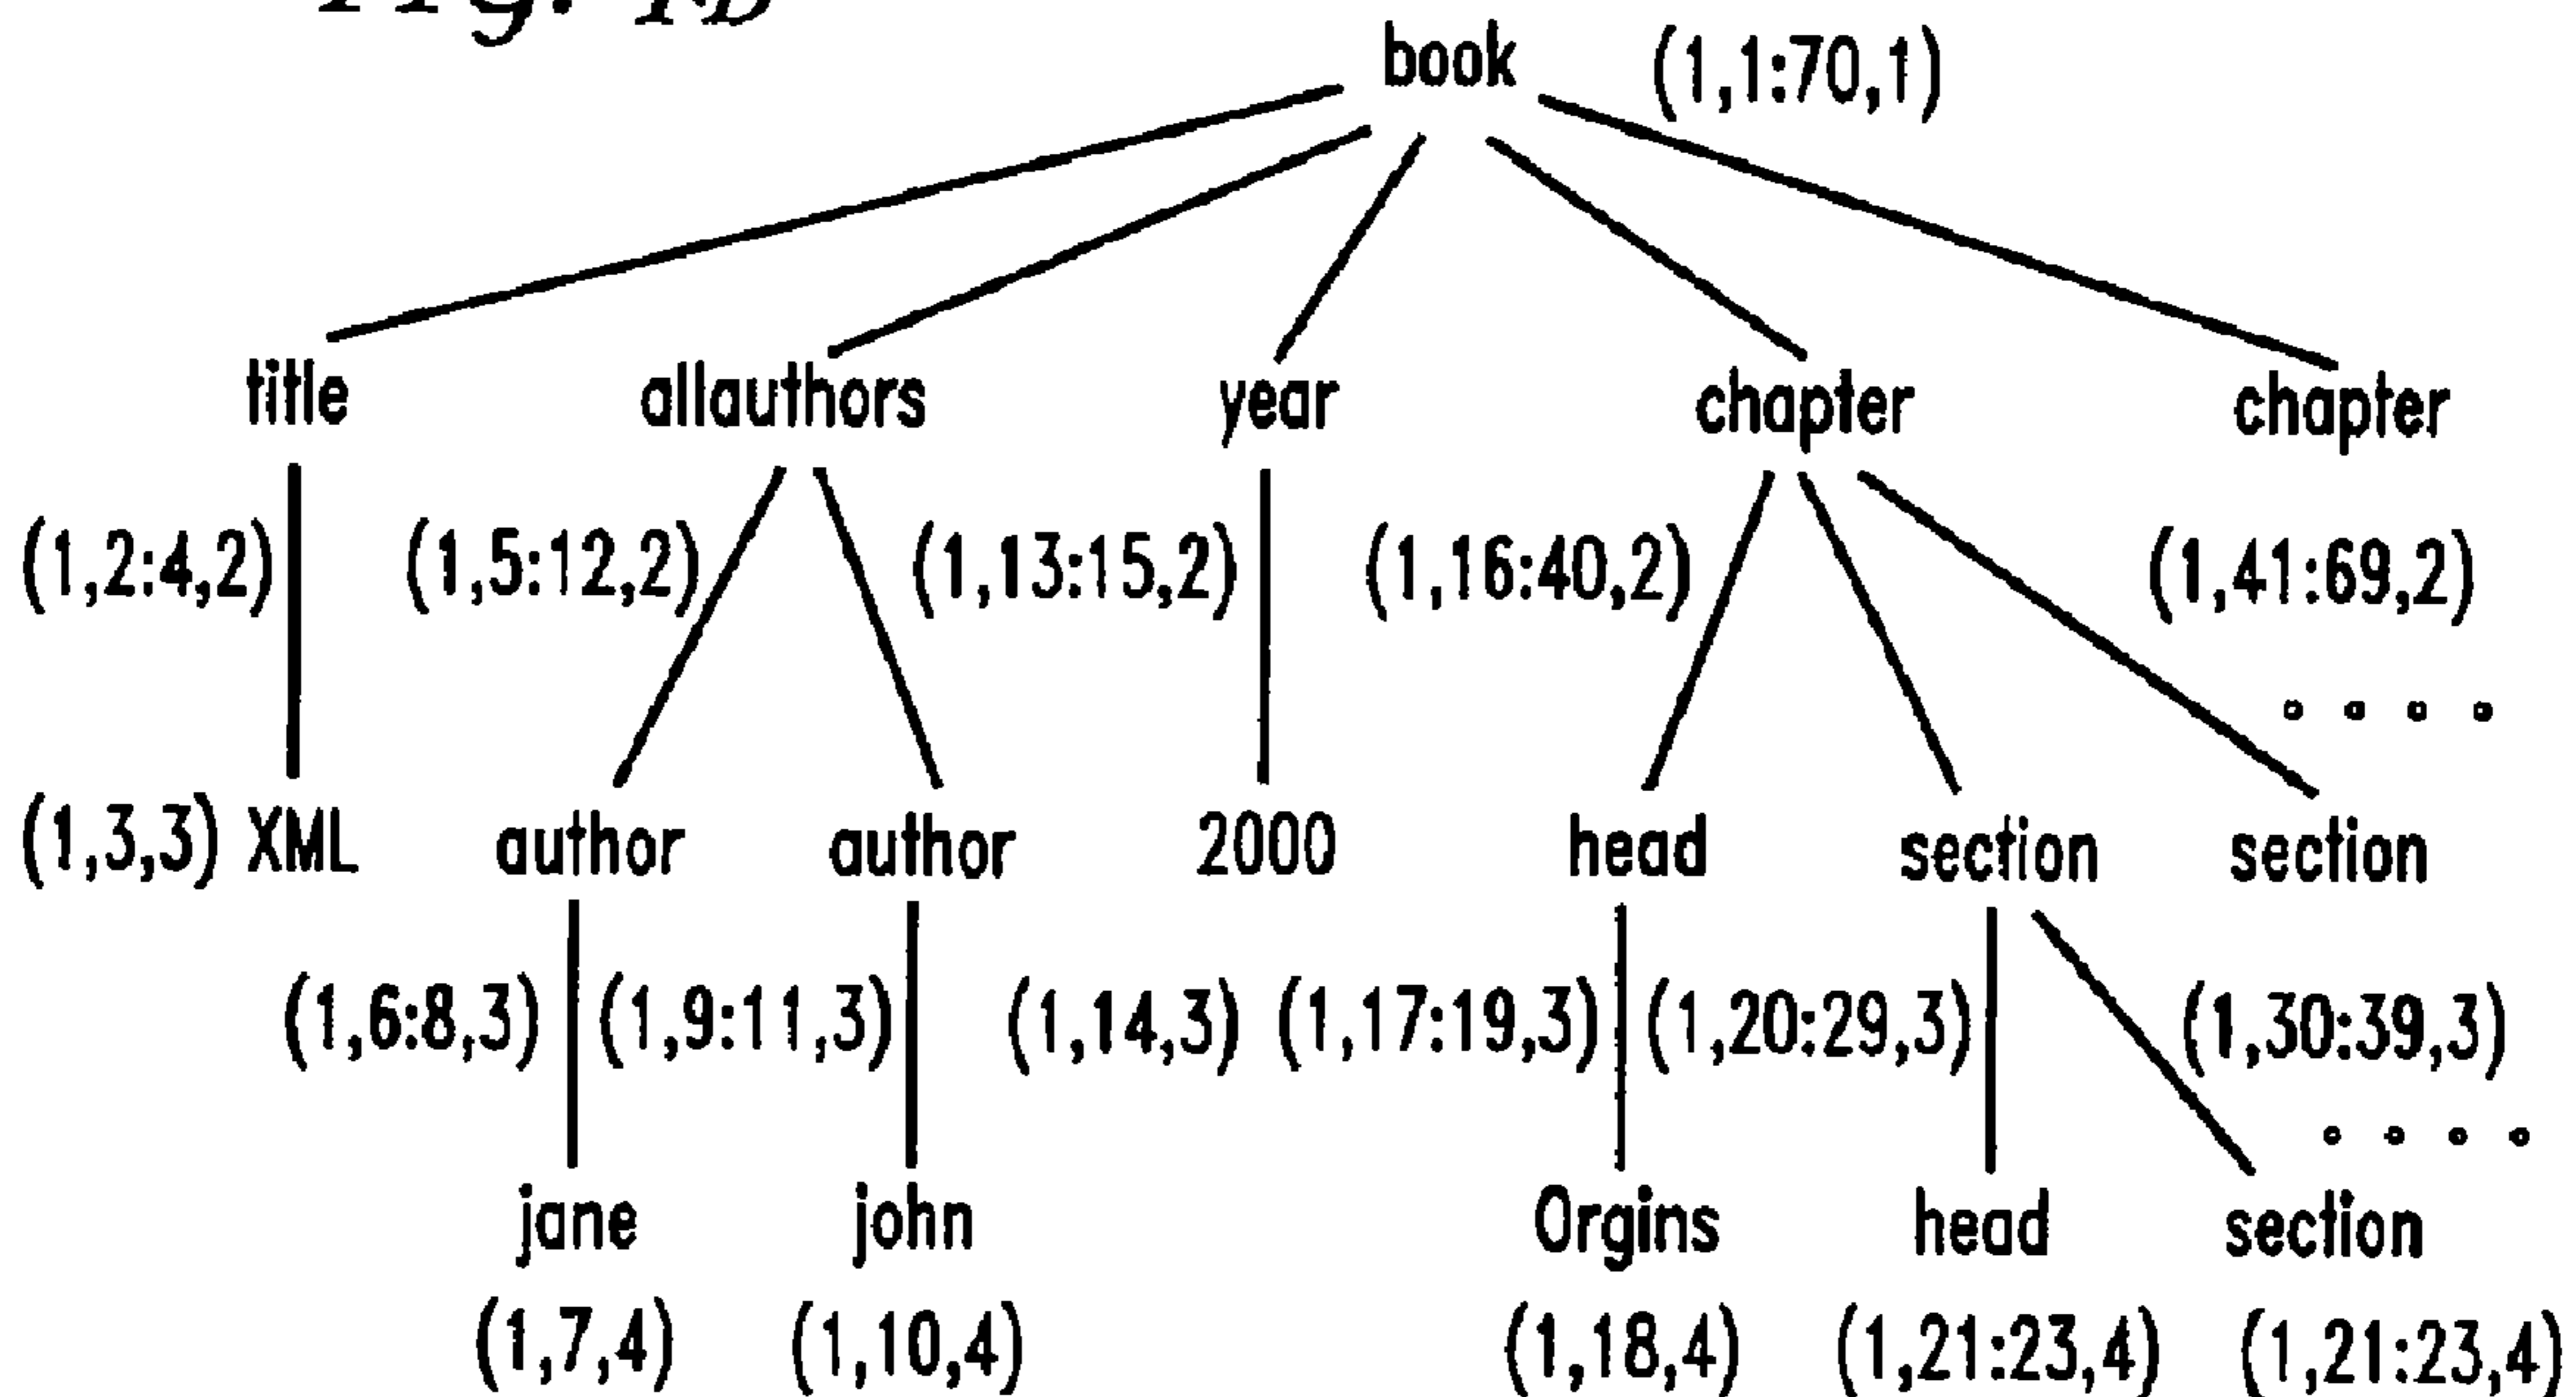 Fig. 1B
book (1,1:70,1)
title allauthors year chapter chapter
(1,2:4,2) (1,5:12,2) (1,13:15,2) (1,16:40,2) (1,41:69,2)
. . . .
(1,3,3) XML author author 2000 head section section
(1,6:8,3) (1,9:11,3) (1,14,3) (1,17:19,3) (1,20:29,3) (1,30:39,3)
. . . .
jane john Orgins head section
(1,7,4) (1,10,4) (1,18,4) (1,21:23,4) (1,21:23,4)